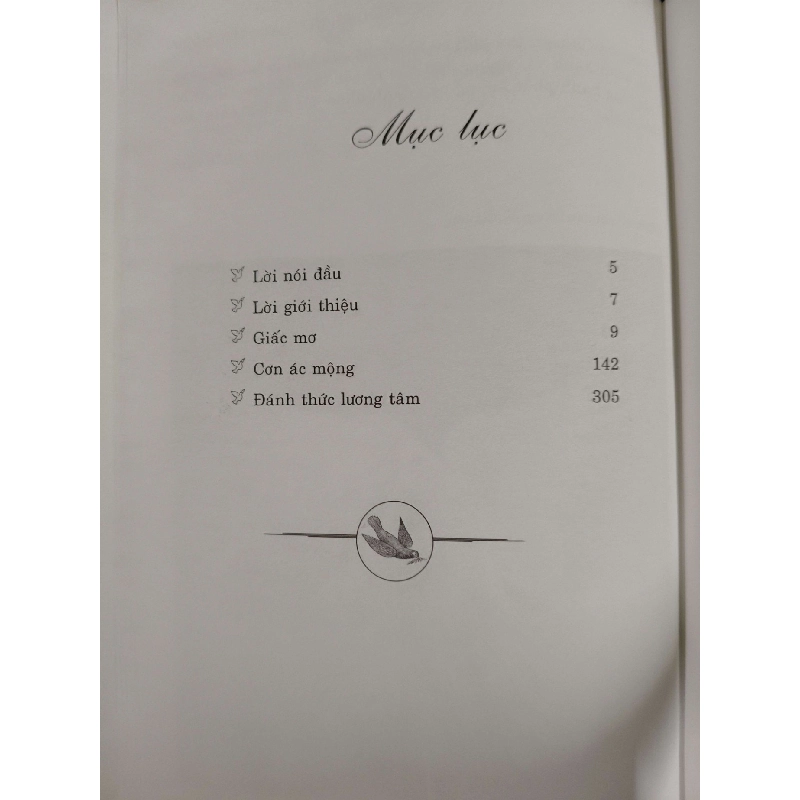 Mục lục
Lời nói đầu 5
Lời giới thiệu 7
Giấc mơ 9
Cơn ác mộng 142
Đánh thức lương tâm 305